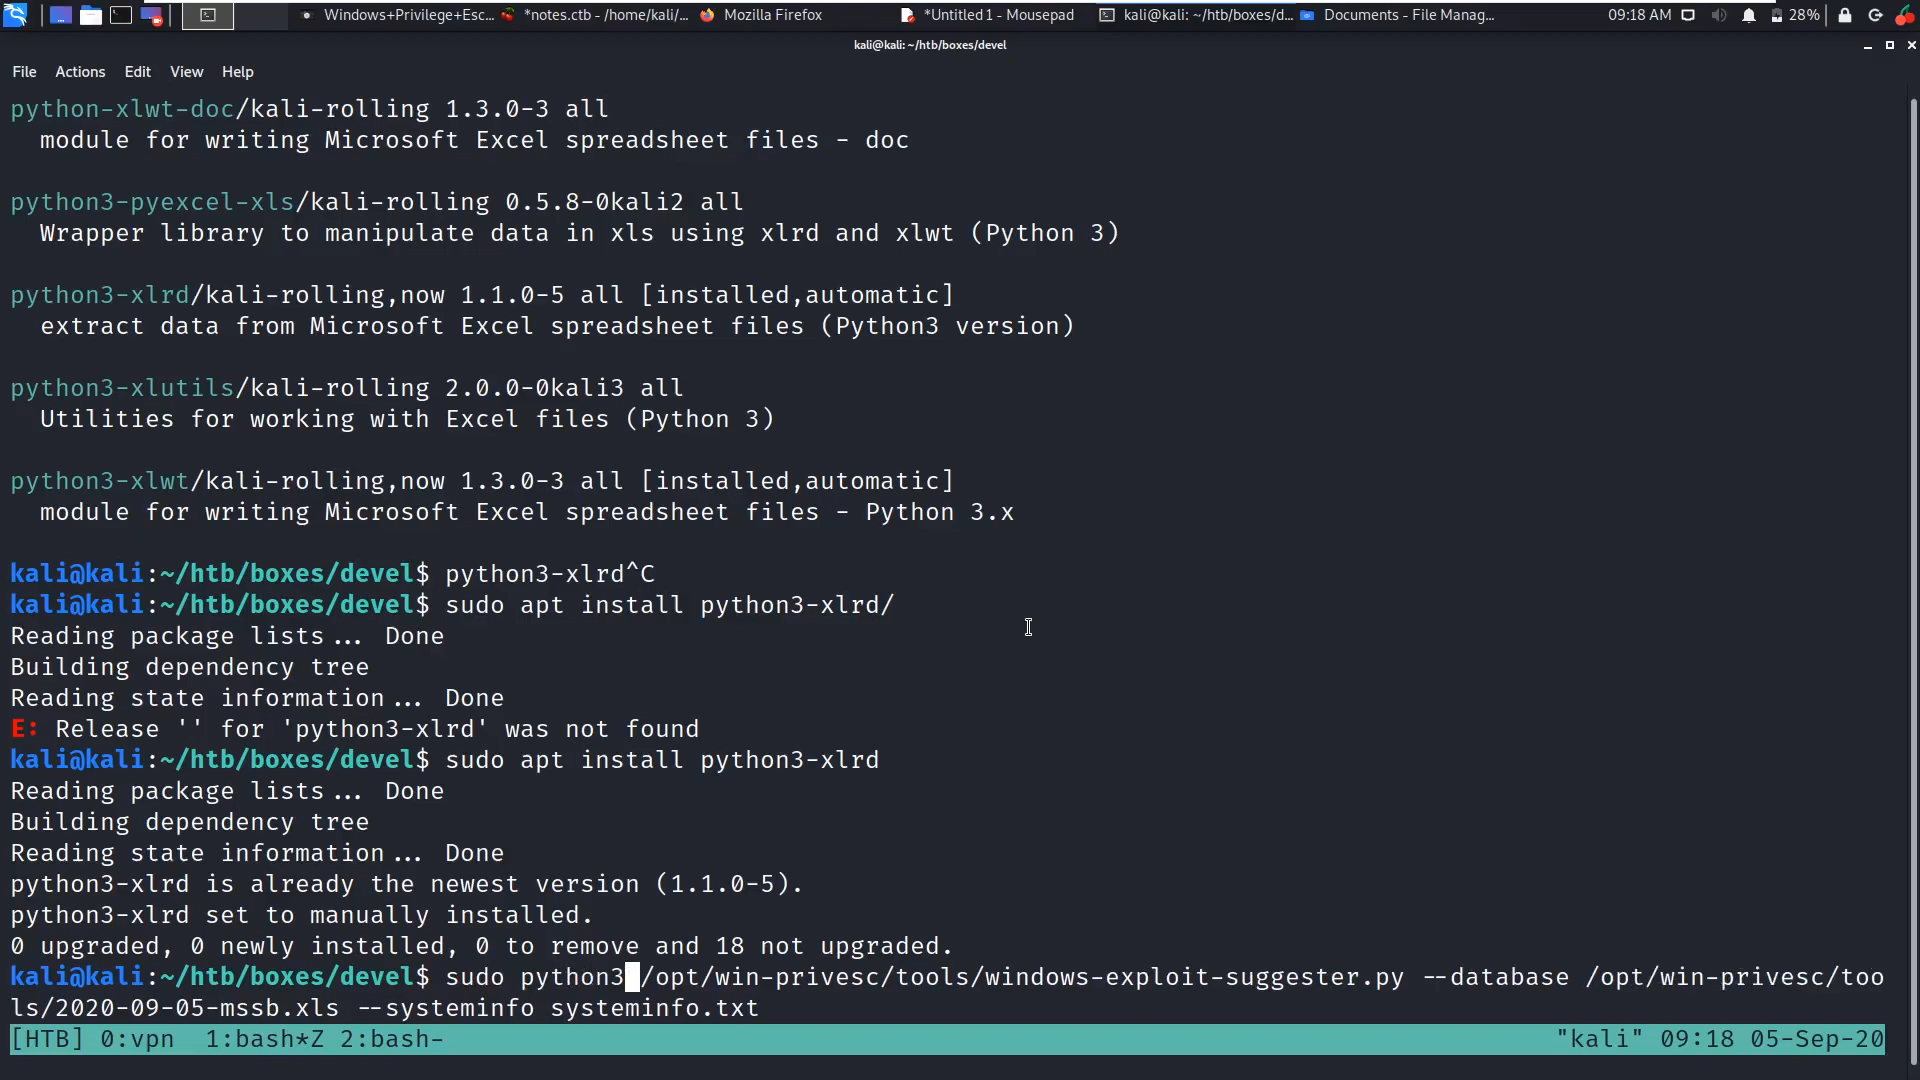 Windows+Privilege+Esc...
*notes.ctb - /home/kali/...
Mozilla Firefox
*Untitled 1 - Mousepad
kali@kali: ~/htb/boxes/d...
Documents - File Manag...
09:18 AM
28%
kali@kali: ~/htb/boxes/devel
File Actions Edit View Help
python-xlwt-doc/kali-rolling 1.3.0-3 all
module for writing Microsoft Excel spreadsheet files - doc
python3-pyexcel-xls/kali-rolling 0.5.8-0kali2 all
Wrapper library to manipulate data in xls using xlrd and xlwt (Python 3)
python3-xlrd/kali-rolling,now 1.1.0-5 all [installed,automatic]
extract data from Microsoft Excel spreadsheet files (Python3 version)
python3-xlutils/kali-rolling 2.0.0-0kali3 all
Utilities for working with Excel files (Python 3)
python3-xlwt/kali-rolling,now 1.3.0-3 all [installed,automatic]
module for writing Microsoft Excel spreadsheet files - Python 3.x
kali@kali:~/htb/boxes/devel$ python3-xlrd^C
kali@kali:~/htb/boxes/devel$ sudo apt install python3-xlrd/
Reading package lists... Done
Building dependency tree
Reading state information... Done
E: Release '' for 'python3-xlrd' was not found
kali@kali:~/htb/boxes/devel$ sudo apt install python3-xlrd
Reading package lists... Done
Building dependency tree
Reading state information... Done
python3-xlrd is already the newest version (1.1.0-5).
python3-xlrd set to manually installed.
0 upgraded, 0 newly installed, 0 to remove and 18 not upgraded.
kali@kali:~/htb/boxes/devel$ sudo python3 /opt/win-privesc/tools/windows-exploit-suggester.py --database /opt/win-privesc/too
ls/2020-09-05-mssb.xls --systeminfo systeminfo.txt
[HTB] 0:vpn 1:bash*Z 2:bash- "kali" 09:18 05-Sep-20